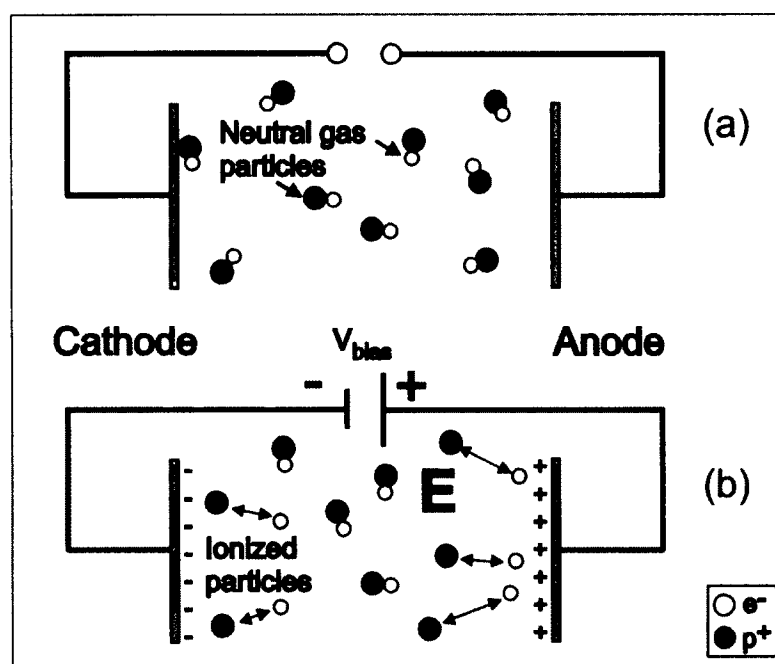 (a)
Neutral gas
particles
Cathode
V_bias
Anode
- +
E
(b)
- + 
- + 
- + 
- + 
- + 
- + 
- +
Ionized
particles
e⁻
p⁺